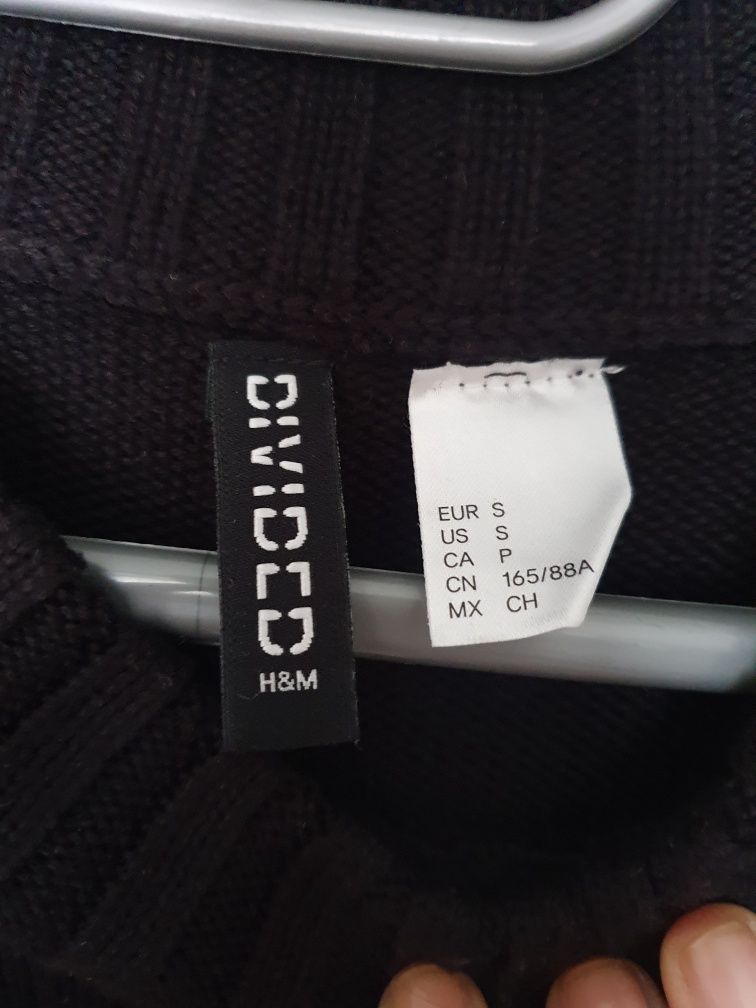 DIVIDED
H&M
EUR S
US S
CA P
CN 165/88A
MX CH